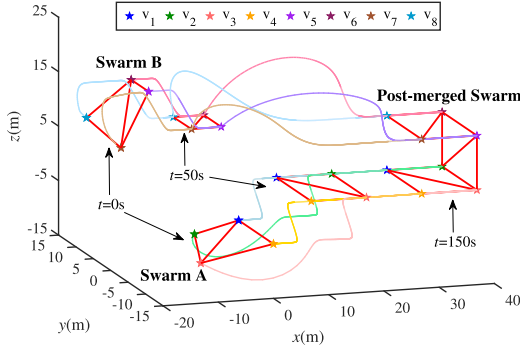 v1 v2 v3 v4 v5 v6 v7 v8
25
15
5
-5
-15
z(m)
15
10
5
0
-5
-10
-15
y(m)
-20
-10
0
10
20
30
40
x(m)
Swarm B
Post-merged Swarm
t=50s
t=0s
t=150s
Swarm A